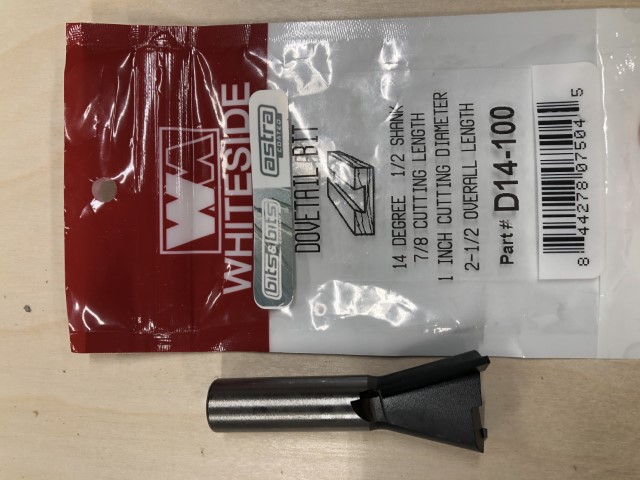 WHITESIDE
bits&bits
astra
COATED
DOVETAIL BIT
14 DEGREE 1/2 SHANK
7/8 CUTTING LENGTH
1 INCH CUTTING DIAMETER
2-1/2 OVERALL LENGTH
Part# D14-100
8 44278 07504 5